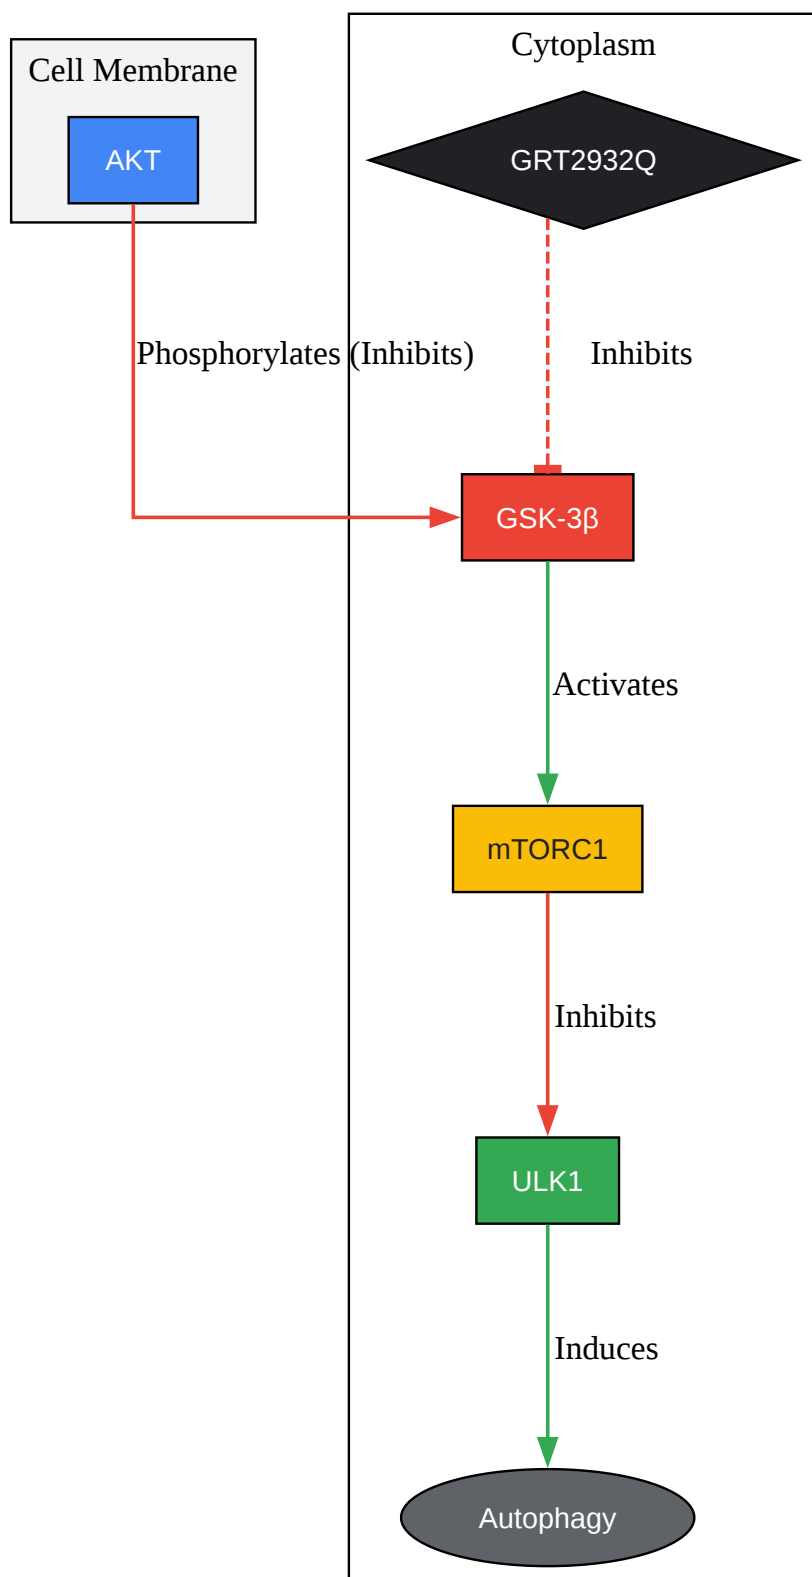 Cytoplasm
Cell Membrane
AKT
GRT2932Q
Phosphorylates (Inhibits)
Inhibits
GSK-3β
Activates
mTORC1
Inhibits
ULK1
Induces
Autophagy